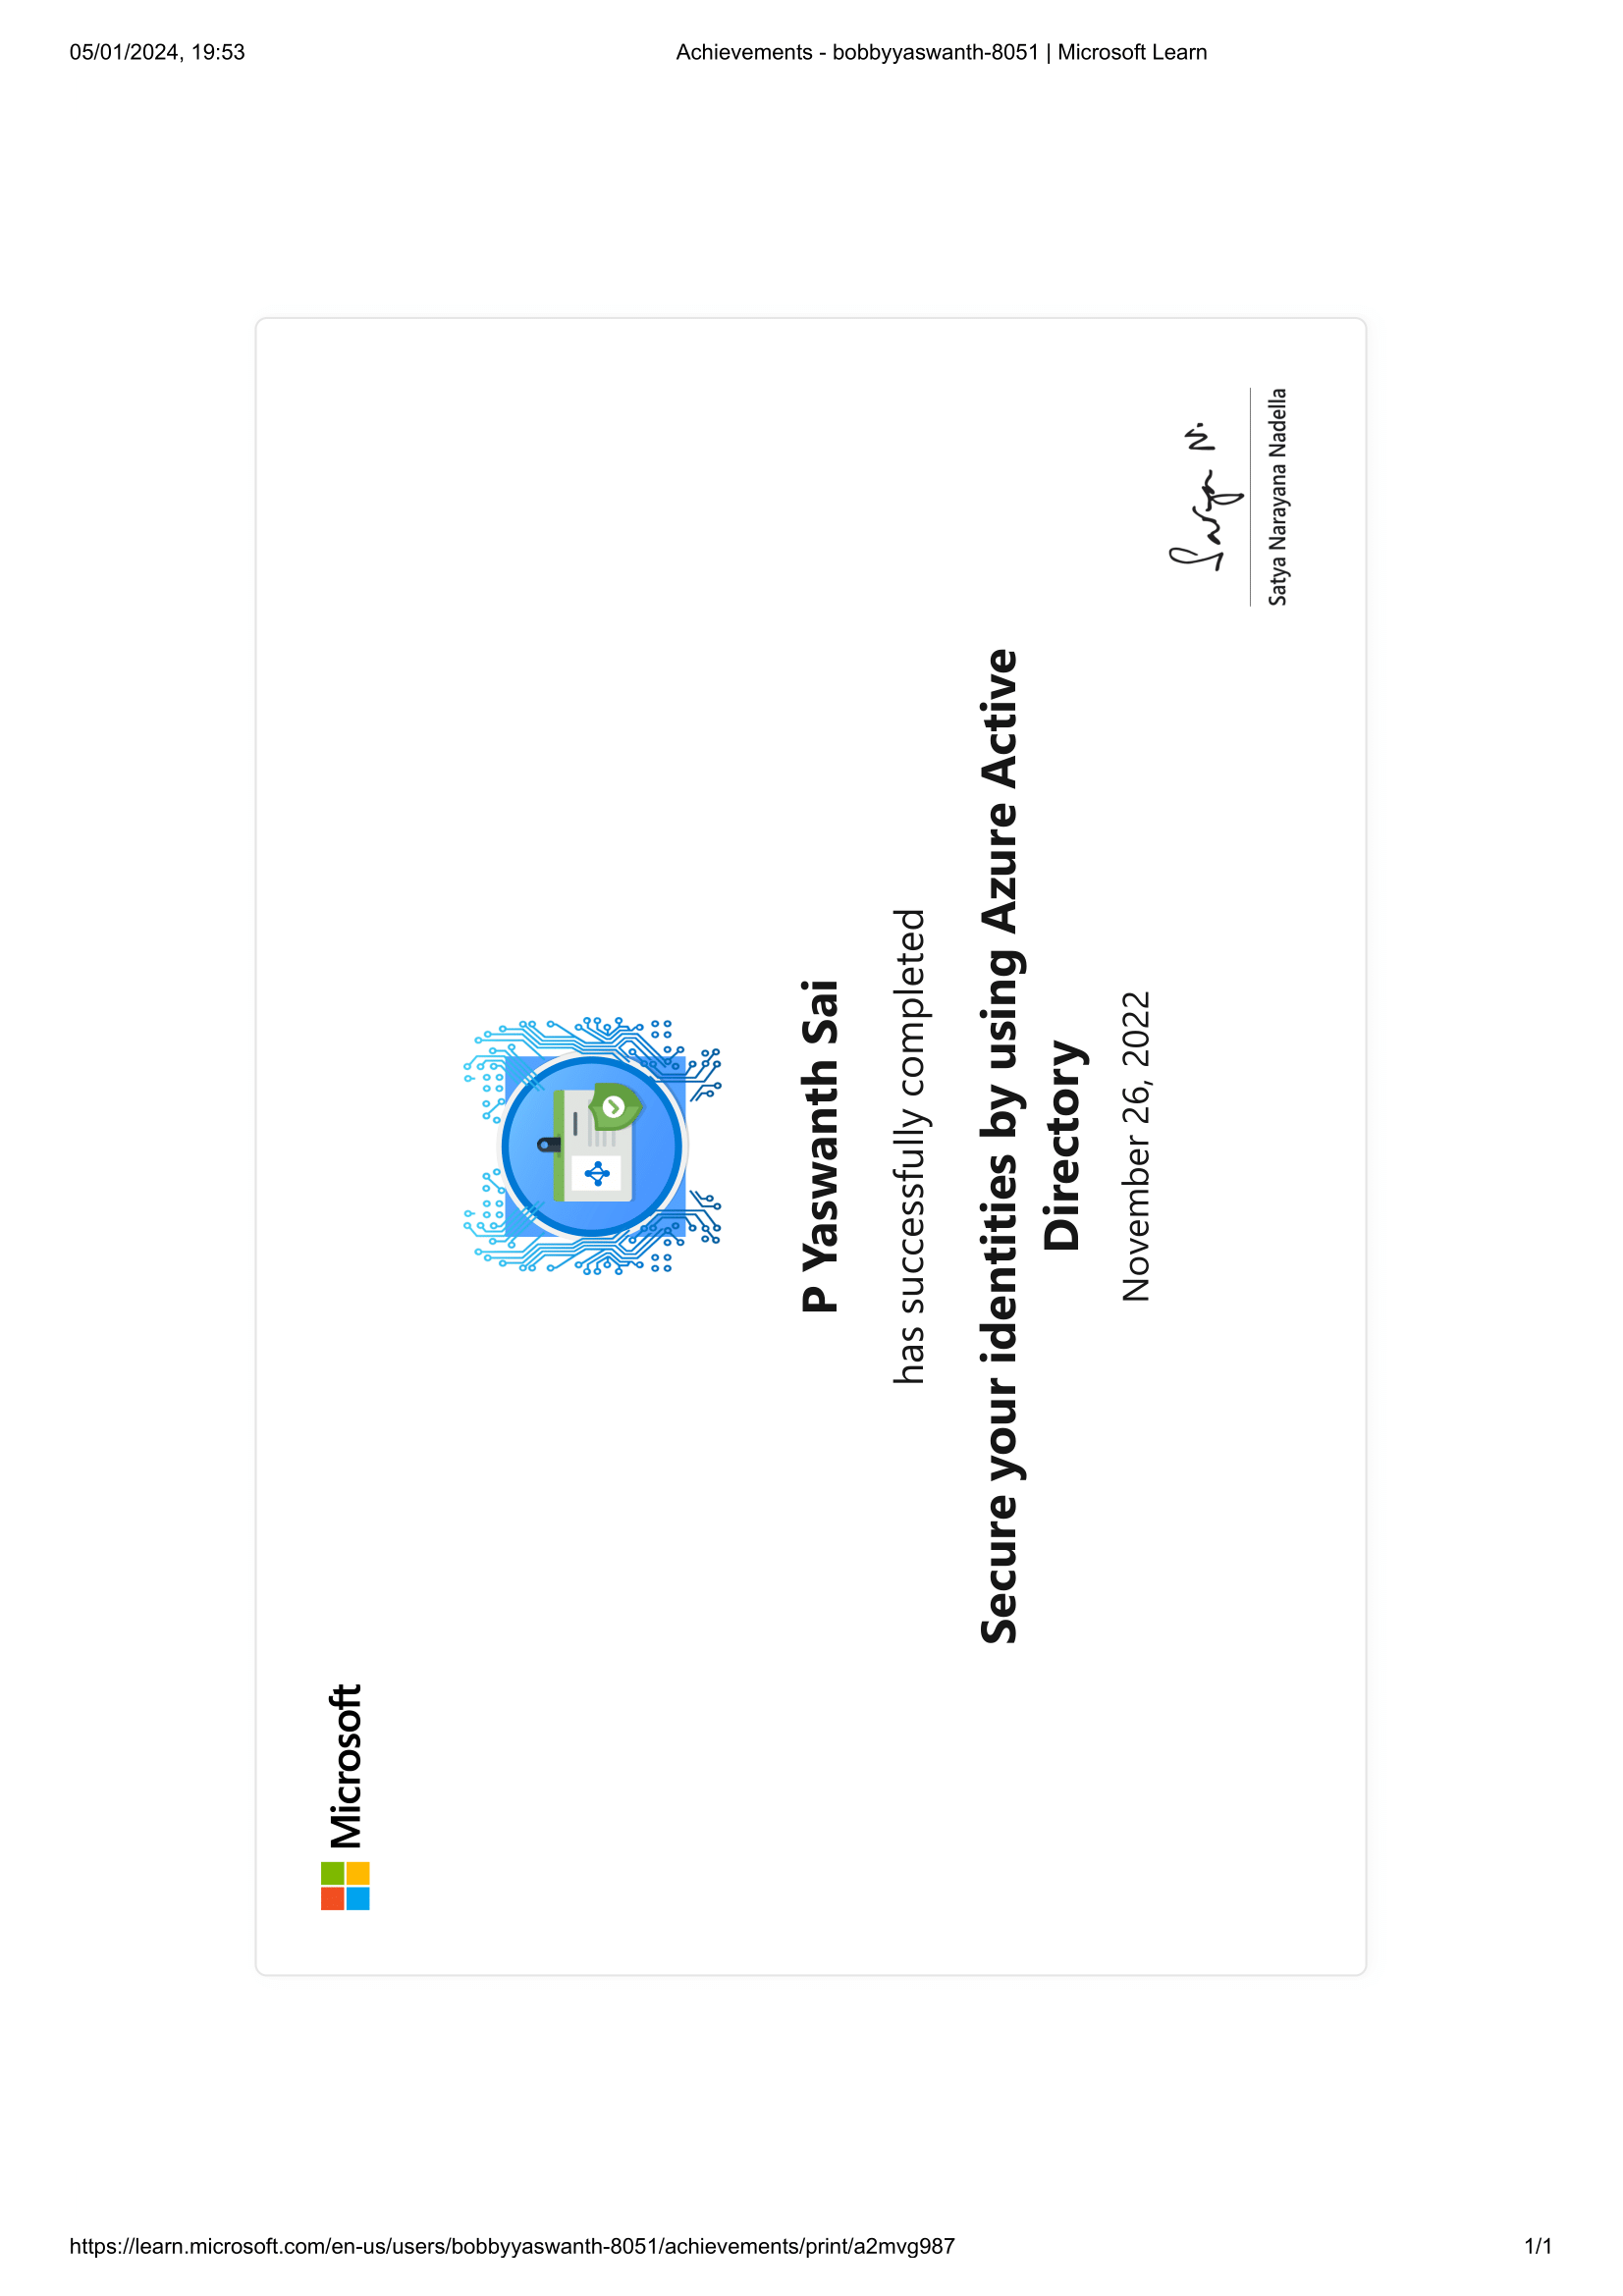 05/01/2024, 19:53
Achievements - bobbyyaswanth-8051 | Microsoft Learn
Microsoft
P Yaswanth Sai
has successfully completed
Secure your identities by using Azure Active
Directory
November 26, 2022
Satya N.
Satya Narayana Nadella
https://learn.microsoft.com/en-us/users/bobbyyaswanth-8051/achievements/print/a2mvg987
1/1